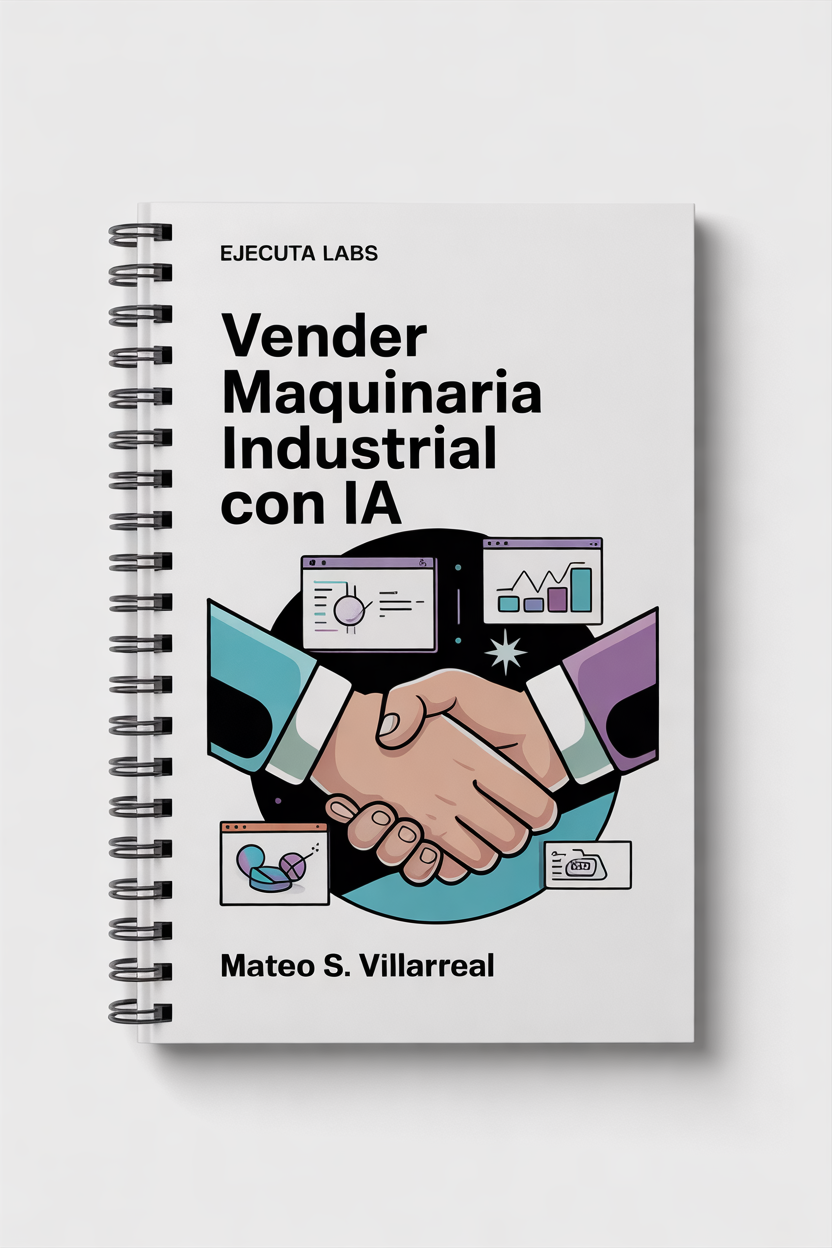 EJECUTA LABS
Vender
Maquinaria
Industrial
con IA
Mateo S. Villarreal